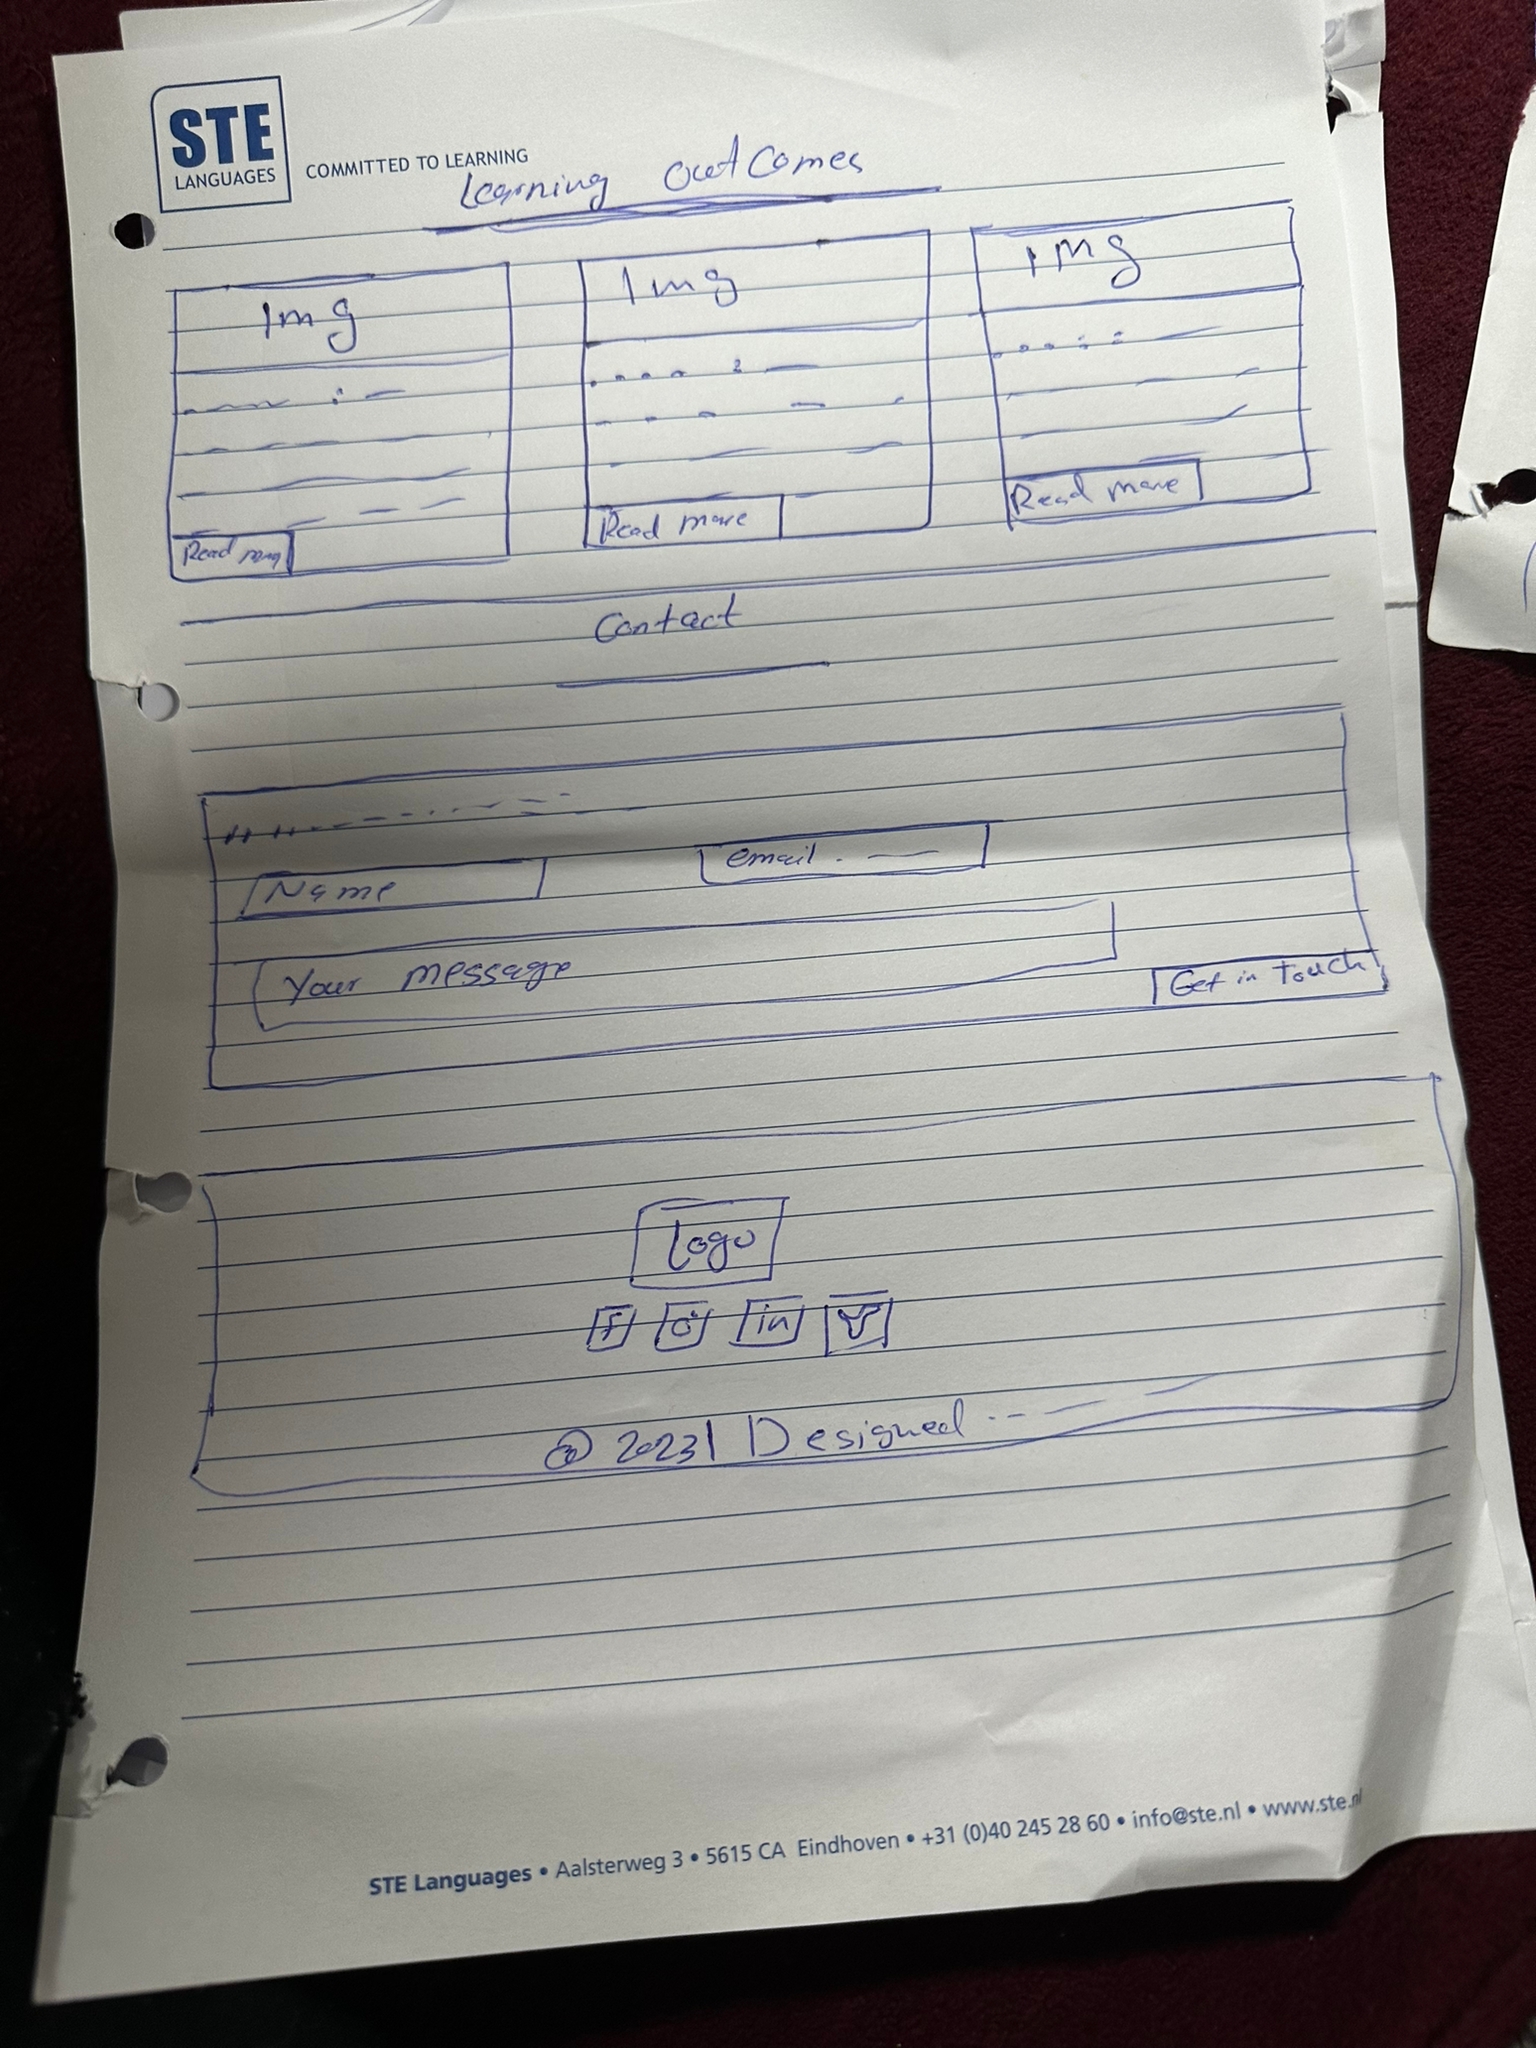 STE
LANGUAGES
COMMITTED TO LEARNING
Learning outcomes
Img
Img
Img
Read more
Read more
Read
Contact
Name
email
Your message
Get in touch
Logo
f
in
© 2023 | Designed
STE Languages • Aalsterweg 3 • 5615 CA Eindhoven • +31 (0)40 245 28 60 • info@ste.nl • www.ste.nl